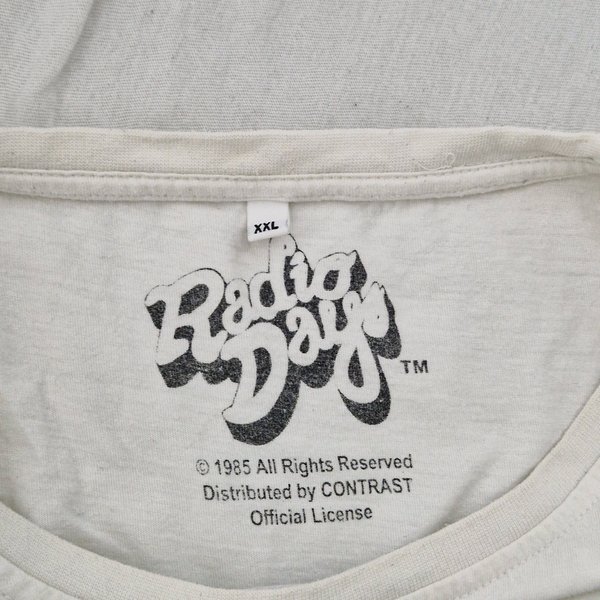 XXL
Radio
Days
TM
© 1985 All Rights Reserved
Distributed by CONTRAST
Official License